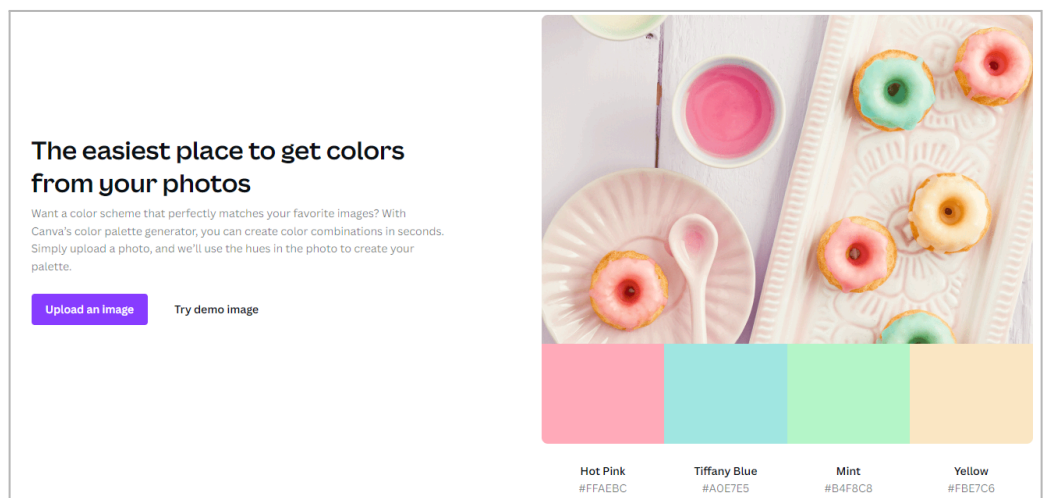 The easiest place to get colors
from your photos
Want a color scheme that perfectly matches your favorite images? With
Canva's color palette generator, you can create color combinations in seconds.
Simply upload a photo, and we'll use the hues in the photo to create your
palette.
Upload an image Try demo image
Hot Pink Tiffany Blue Mint Yellow
#FFAEBC #A0E7E5 #B4F8C8 #FBE7C6